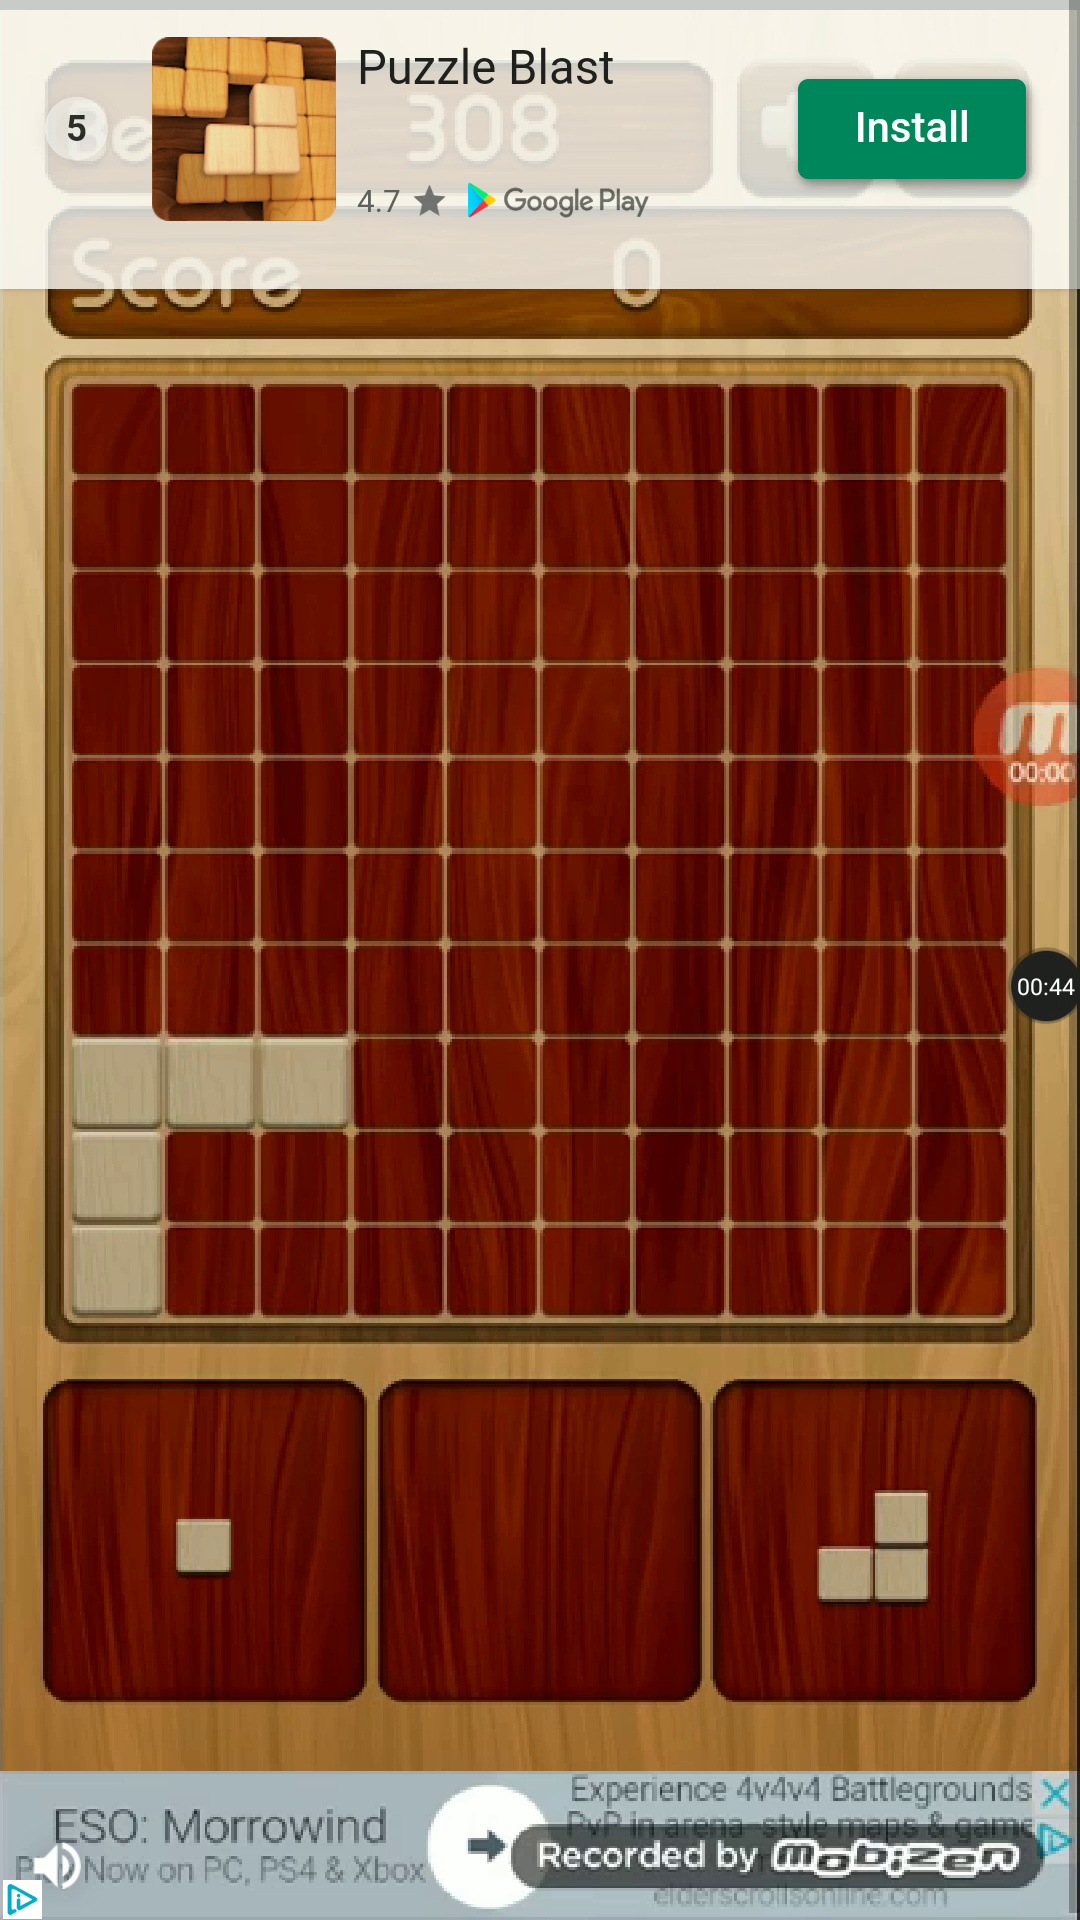 Puzzle Blast
Install
5
308
4.7
Google Play
Score 0
00:00
00:44
ESO: Morrowind
Now on PC, PS4 & Xbox
Experience 4v4v4 Battlegrounds
PvP in arena-style maps & game
Recorded by mobizen
elderscrollsonline.com